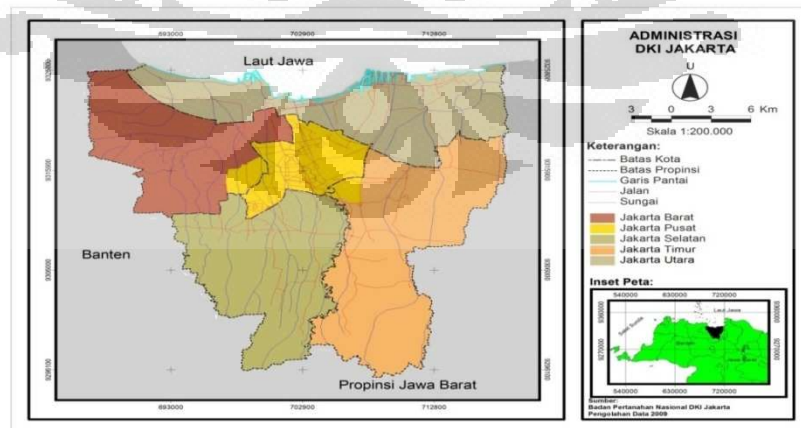 693000 702900 712800
Laut Jawa
Banten
Propinsi Jawa Barat
693000 702900 712800
ADMINISTRASI
DKI JAKARTA
U
3 0 3 6 Km
Skala 1:200.000
Keterangan:
Batas Kota
Batas Propinsi
Garis Pantai
Jalan
Sungai
Jakarta Barat
Jakarta Pusat
Jakarta Selatan
Jakarta Timur
Jakarta Utara
Inset Peta:
540000 630000 720000
Laut Jawa
540000 630000 720000
Sumber:
Badan Pertanahan Nasional DKI Jakarta
Pengolahan Data 2009